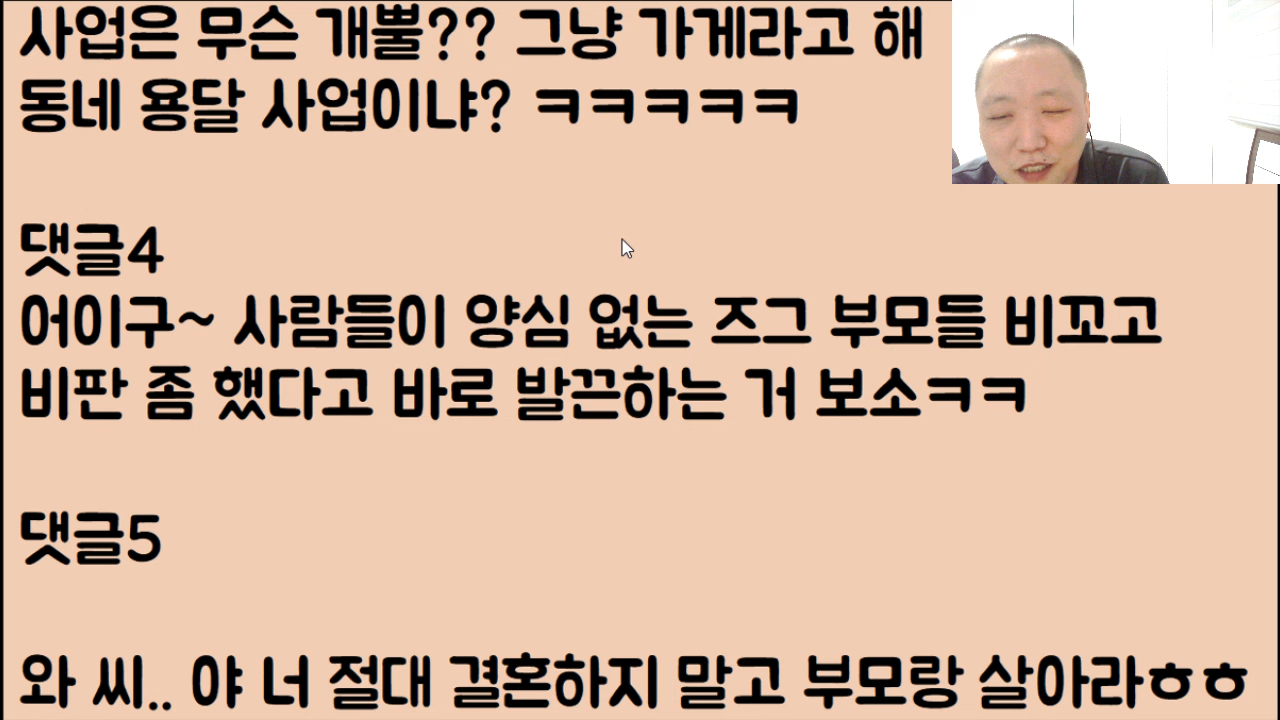 사업은 무슨 개뿔?? 그냥 가게라고 해
동네 용달 사업이냐? ㅋㅋㅋㅋㅋ
댓글4
어이구~ 사람들이 양심 없는 즈그 부모들 비꼬고
비판 좀 했다고 바로 발끈하는 거 보소ㅋㅋ
댓글5
와 씨.. 야 너 절대 결혼하지 말고 부모랑 살아라ㅎㅎ